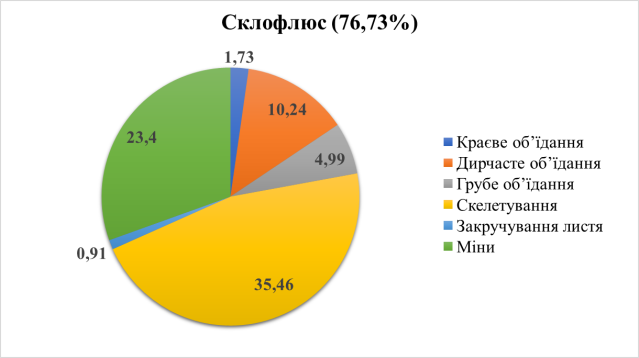 Склофлюс (76,73%)
1,73
10,24
4,99
35,46
0,91
23,4
Краєве об’їдання
Дирчасте об’їдання
Грубе об’їдання
Скелетування
Закручування листя
Міни